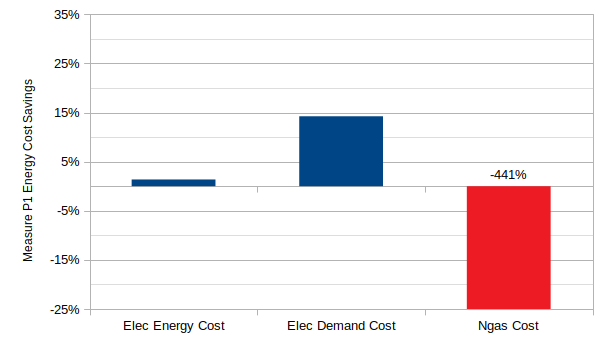 35%
25%
15%
5%
-5%
-15%
-25%
Measure P1 Energy Cost Savings
-441%
Elec Energy Cost
Elec Demand Cost
Ngas Cost